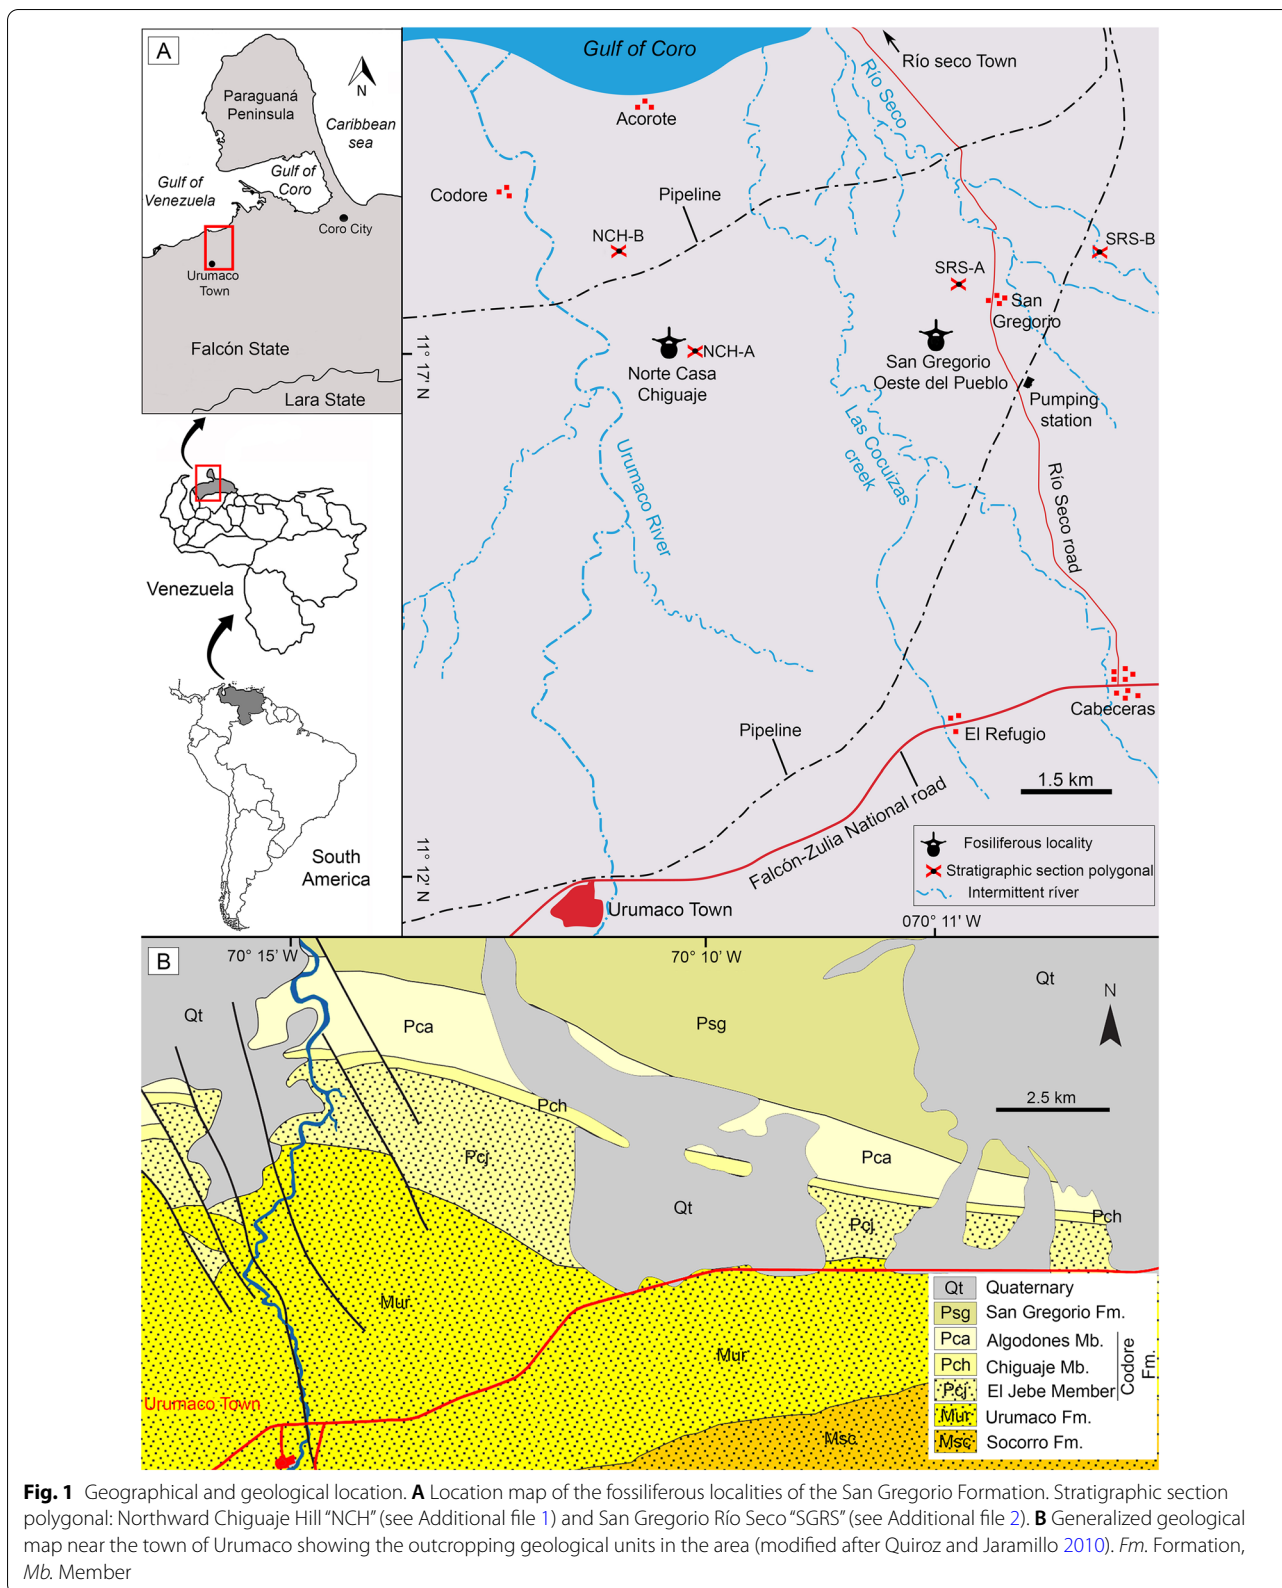 A
Paraguaná
Peninsula
N
Caribbean
sea
Gulf of
Venezuela
Gulf of
Coro
Coro City
Urumaco
Town
Falcón State
Lara State
Venezuela
South
America
Gulf of Coro
Río seco Town
Río Seco
Acorote
Codore
Pipeline
NCH-B
SRS-B
SRS-A
San
Gregorio
11° 17' N
NCH-A
Norte Casa
Chiguaje
San Gregorio
Oeste del Pueblo
Pumping
station
Las Cocuizas
creek
Urumaco River
Río Seco road
Cabeceras
El Refugio
Pipeline
1.5 km
Falcón-Zulia National road
11° 12' N
Fosiliferous locality
Stratigraphic section polygonal
Intermittent river
Urumaco Town
070° 11' W
B
70° 15' W
70° 10' W
Qt
Qt
N
Pca
Psg
2.5 km
Pch
Pcj
Pca
Qt
Pch
Pcj
Mur
Mur
Urumaco Town
Msc
Qt Quaternary
Psg San Gregorio Fm.
Pca Algodones Mb.
Pch Chiguaje Mb.
Pcj El Jebe Member
Codore
Fm.
Mur Urumaco Fm.
Msc Socorro Fm.
Fig. 1 Geographical and geological location. A Location map of the fossiliferous localities of the San Gregorio Formation. Stratigraphic section
polygonal: Northward Chiguaje Hill “NCH” (see Additional file 1) and San Gregorio Río Seco “SGRS” (see Additional file 2). B Generalized geological
map near the town of Urumaco showing the outcropping geological units in the area (modified after Quiroz and Jaramillo 2010). Fm. Formation,
Mb. Member